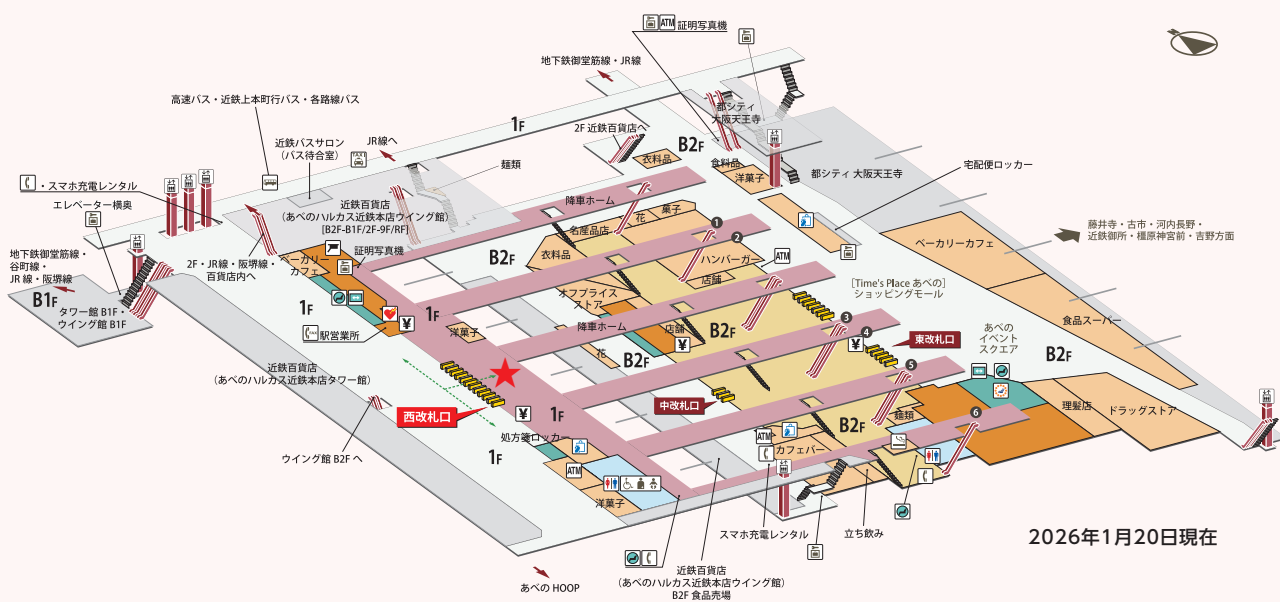 ATM 証明写真機
地下鉄御堂筋線・JR線
高速バス・近鉄上本町行バス・各路線バス
1F
都シティ
大阪天王寺
2F 近鉄百貨店へ
B2F
JR線へ
近鉄バスサロン
(バス待合室)
TAXI
麺類
衣料品
食料品
洋菓子
都シティ 大阪天王寺
宅配便ロッカー
・スマホ充電レンタル
エレベーター横奥
近鉄百貨店
(あべのハルカス近鉄本店ウイング館)
[B2F-B1F/2F-9F/RF]
降車ホーム
花
菓子
名産品店
1
2
藤井寺・古市・河内長野・
近鉄御所・橿原神宮前・吉野方面
ベーカリーカフェ
地下鉄御堂筋線・
谷町線・
JR線・阪堺線
2F・JR線・阪堺線・
百貨店内へ
ベーカリー
カフェ
証明写真機
B2F
衣料品
ハンバーガー
ATM
店舗
[Time's Place あべの]
ショッピングモール
B1F
タワー館 B1F・
ウイング館 B1F
1F
1F
オフプライス
ストア
食品スーパー
¥
駅営業所
洋菓子
降車ホーム
店舗
B2F
3
4
¥
東改札口
あべの
イベント
スクエア
B2F
花
B2F
¥
5
近鉄百貨店
(あべのハルカス近鉄本店タワー館)
西改札口
¥
1F
中改札口
B2F
麺類
6
理髪店
ドラッグストア
処方箋ロッカー
ATM
カフェバー
ウイング館 B2F へ
1F
ATM
洋菓子
スマホ充電レンタル
立ち飲み
2026年1月20日現在
近鉄百貨店
(あべのハルカス近鉄本店ウイング館)
B2F 食品売場
あべの HOOP